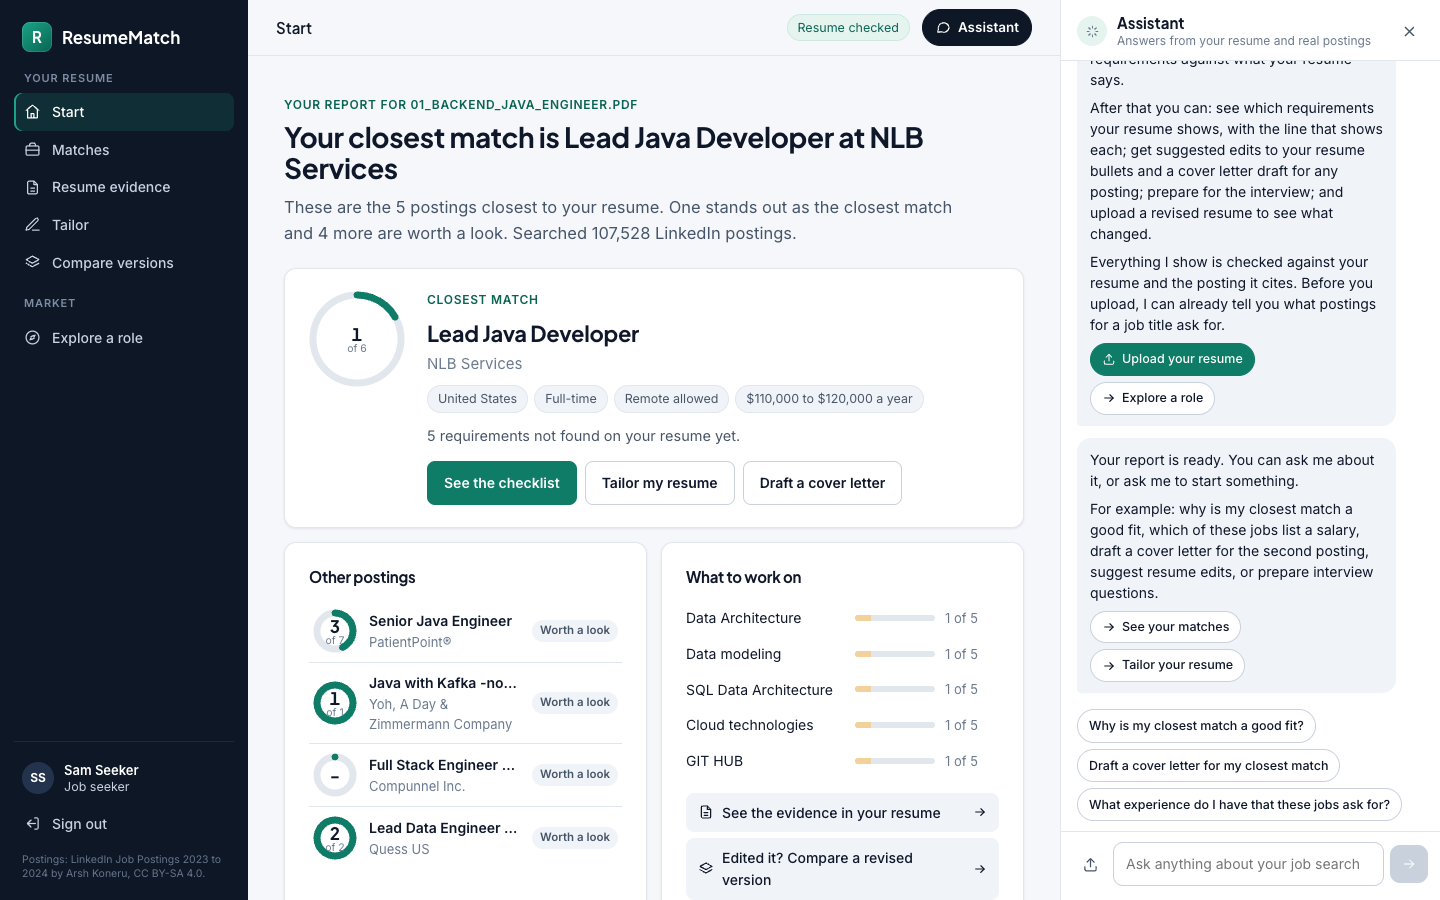 R ResumeMatch
YOUR RESUME
Start
Matches
Resume evidence
Tailor
Compare versions
MARKET
Explore a role
SS
Sam Seeker
Job seeker
Sign out
Postings: LinkedIn Job Postings 2023 to
2024 by Arsh Koneru, CC BY-SA 4.0.
Start
Resume checked
Assistant
YOUR REPORT FOR 01_BACKEND_JAVA_ENGINEER.PDF
Your closest match is Lead Java Developer at NLB
Services
These are the 5 postings closest to your resume. One stands out as the closest match
and 4 more are worth a look. Searched 107,528 LinkedIn postings.
1
of 6
CLOSEST MATCH
Lead Java Developer
NLB Services
United States
Full-time
Remote allowed
$110,000 to $120,000 a year
5 requirements not found on your resume yet.
See the checklist
Tailor my resume
Draft a cover letter
Other postings
3
of 7
Senior Java Engineer
PatientPoint®
Worth a look
1
of 1
Java with Kafka -no...
Yoh, A Day &
Zimmermann Company
Worth a look
–
Full Stack Engineer ...
Compunnel Inc.
Worth a look
2
of 2
Lead Data Engineer ...
Quess US
Worth a look
What to work on
Data Architecture 1 of 5
Data modeling 1 of 5
SQL Data Architecture 1 of 5
Cloud technologies 1 of 5
GIT HUB 1 of 5
See the evidence in your resume
Edited it? Compare a revised
version
Assistant
Answers from your resume and real postings
requirements against what your resume
says.
After that you can: see which requirements
your resume shows, with the line that shows
each; get suggested edits to your resume
bullets and a cover letter draft for any
posting; prepare for the interview; and
upload a revised resume to see what
changed.
Everything I show is checked against your
resume and the posting it cites. Before you
upload, I can already tell you what postings
for a job title ask for.
Upload your resume
Explore a role
Your report is ready. You can ask me about
it, or ask me to start something.
For example: why is my closest match a
good fit, which of these jobs list a salary,
draft a cover letter for the second posting,
suggest resume edits, or prepare interview
questions.
See your matches
Tailor your resume
Why is my closest match a good fit?
Draft a cover letter for my closest match
What experience do I have that these jobs ask for?
Ask anything about your job search